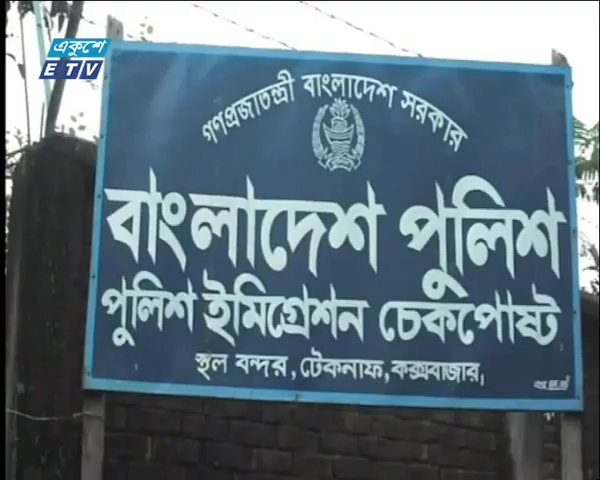 একুশে
ETV
গণপ্রজাতন্ত্রী বাংলাদেশ সরকার
বাংলাদেশ পুলিশ
পুলিশ ইমিগ্রেশন চেকপোষ্ট
স্থল বন্দর, টেকনাফ, কক্সবাজার,